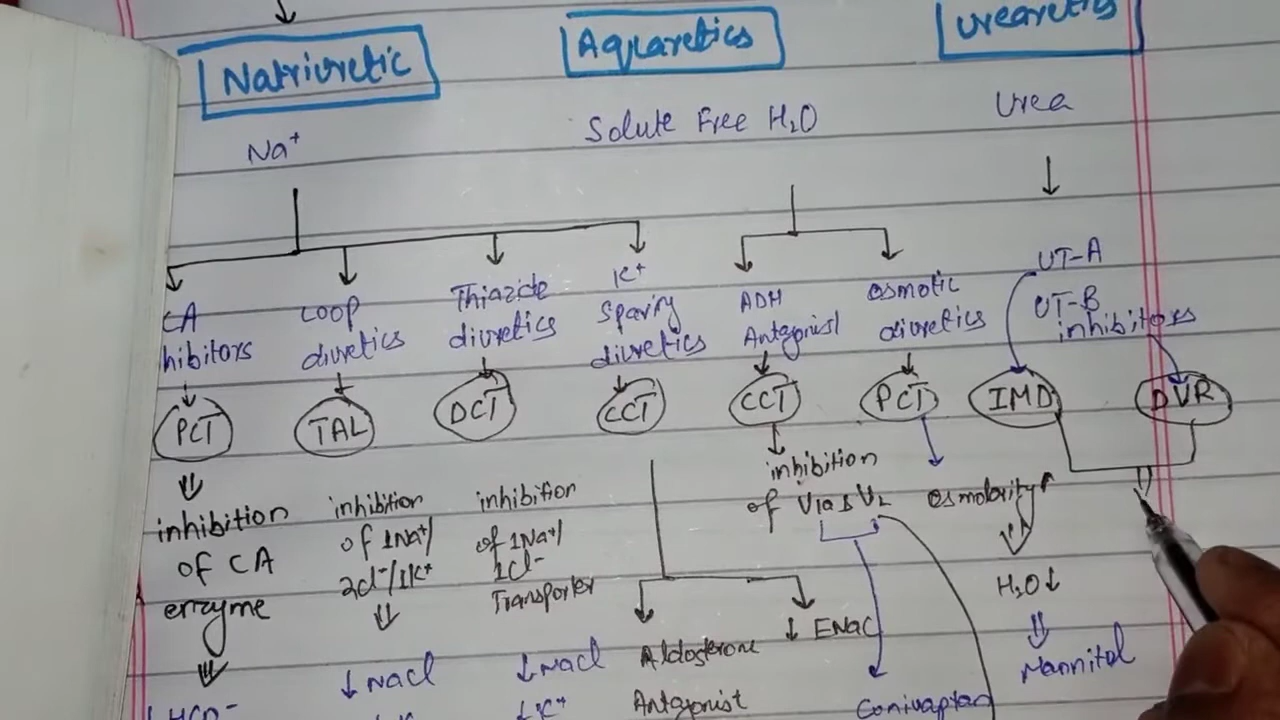 Natriuretic
Aquaretics
Urearetics
Na+
Solute Free H2O
Urea
CA
hibitors
Loop
diuretics
Thiazide
diuretics
K+
Sparing
diuretics
ADH
Antagonist
osmotic
diuretics
UT-A
UT-B
inhibitors
PCT
TAL
DCT
CCT
CCT
PCT
IMD
DVR
inhibition
of CA
enzyme
inhibition
of 1Na+/
2cl-/1K+
inhibition
of 1Na+/
1cl-
Transporter
inhibition
of V1a & V2
osmolarity↑
H2O↓
Mannitol
Aldosterone
Antagonist
↓ ENaC
↓ Nacl
↓ Nacl
↓K+
Conivaptan
↓HCO-